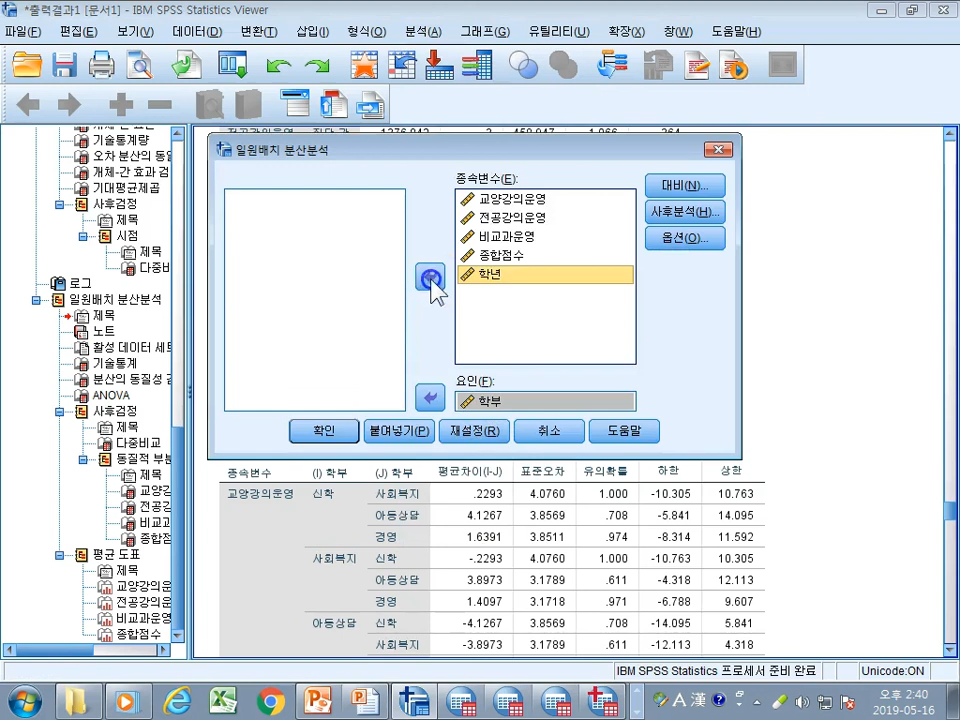 *출력결과1 [문서1] - IBM SPSS Statistics Viewer
파일(F) 편집(E) 보기(V) 데이터(D) 변환(T) 삽입(I) 형식(O) 분석(A) 그래프(G) 유틸리티(U) 확장(X) 창(W) 도움말(H)
기술통계량
오차 분산의 동일
개체-간 효과 검
기대평균제곱
사후검정
제목
시점
제목
다중비
로그
일원배치 분산분석
제목
노트
활성 데이터 세트
기술통계
분산의 동질성 검
ANOVA
사후검정
제목
다중비교
동질적 부분
제목
교양강
전공강
비교과
종합점
평균 도표
제목
교양강의운
전공강의운
비교과운영
종합점수
일원배치 분산분석
종속변수(E):
교양강의운영
전공강의운영
비교과운영
종합점수
학년
요인(F):
학부
대비(N)...
사후분석(H)...
옵션(O)...
확인 붙여넣기(P) 재설정(R) 취소 도움말
종속변수 (I) 학부 (J) 학부 평균차이(I-J) 표준오차 유의확률 하한 상한
교양강의운영 신학 사회복지 .2293 4.0760 1.000 -10.305 10.763
아동상담 4.1267 3.8569 .708 -5.841 14.095
경영 1.6391 3.8511 .974 -8.314 11.592
사회복지 신학 -.2293 4.0760 1.000 -10.763 10.305
아동상담 3.8973 3.1789 .611 -4.318 12.113
경영 1.4097 3.1718 .971 -6.788 9.607
아동상담 신학 -4.1267 3.8569 .708 -14.095 5.841
사회복지 -3.8973 3.1789 .611 -12.113 4.318
IBM SPSS Statistics 프로세서 준비 완료 Unicode:ON
A 漢
오후 2:40
2019-05-16